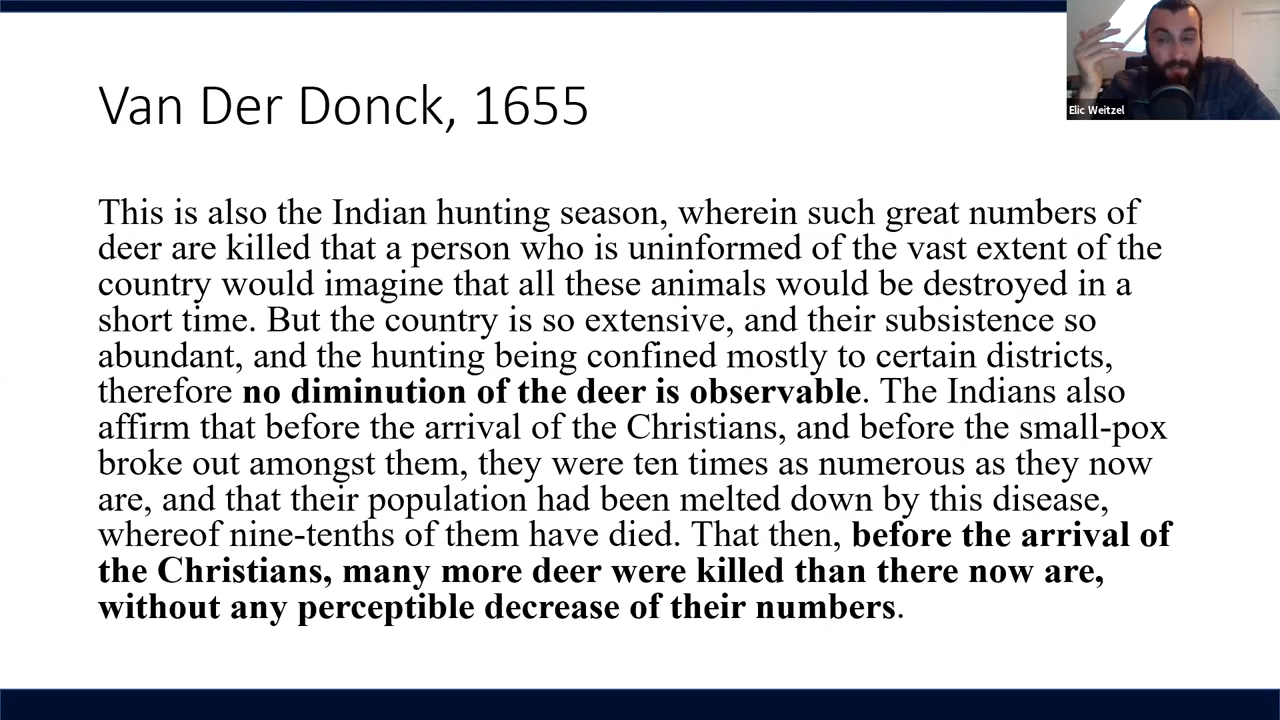 Elic Weitzel
Van Der Donck, 1655
This is also the Indian hunting season, wherein such great numbers of
deer are killed that a person who is uninformed of the vast extent of the
country would imagine that all these animals would be destroyed in a
short time. But the country is so extensive, and their subsistence so
abundant, and the hunting being confined mostly to certain districts,
therefore no diminution of the deer is observable. The Indians also
affirm that before the arrival of the Christians, and before the small-pox
broke out amongst them, they were ten times as numerous as they now
are, and that their population had been melted down by this disease,
whereof nine-tenths of them have died. That then, before the arrival of
the Christians, many more deer were killed than there now are,
without any perceptible decrease of their numbers.